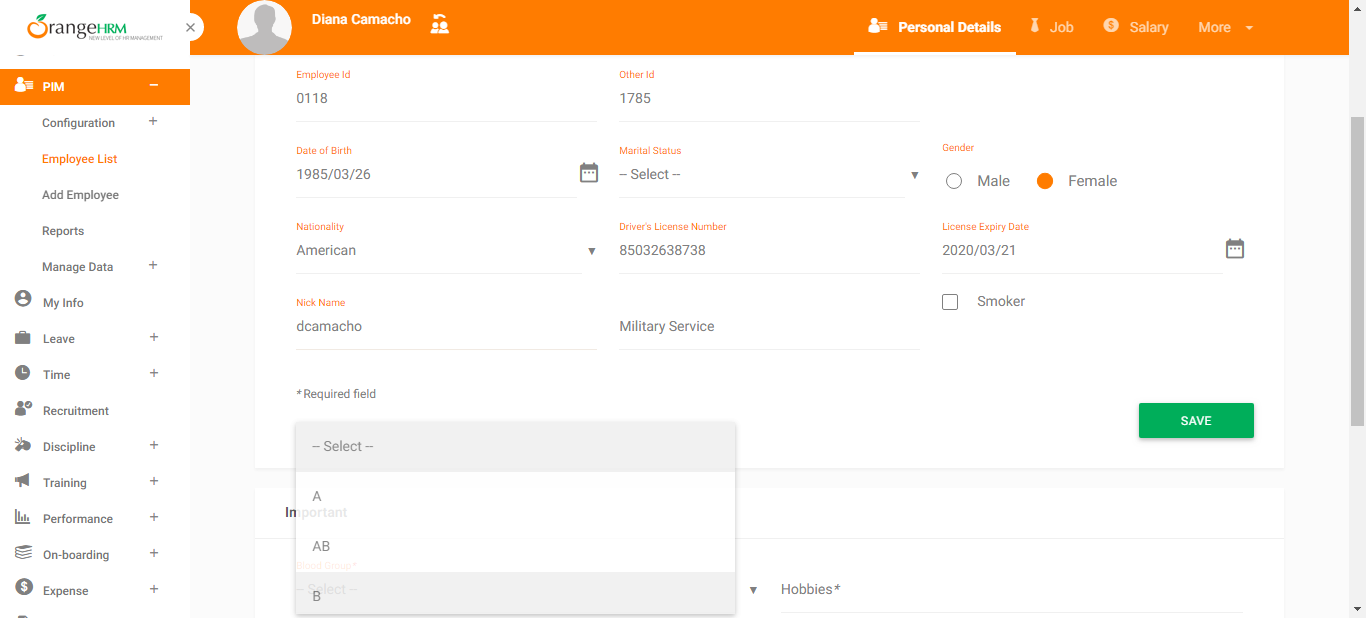 OrangeHRM
NEW LEVEL OF HR MANAGEMENT
Diana Camacho
Personal Details
Job
Salary
More
PIM
Configuration
Employee List
Add Employee
Reports
Manage Data
My Info
Leave
Time
Recruitment
Discipline
Training
Performance
On-boarding
Expense
Employee Id
0118
Other Id
1785
Date of Birth
1985/03/26
Marital Status
-- Select --
Gender
Male
Female
Nationality
American
Driver's License Number
85032638738
License Expiry Date
2020/03/21
Nick Name
dcamacho
Military Service
Smoker
* Required field
SAVE
-- Select --
A
Important
AB
Blood Group*
-- Select --
B
Hobbies*